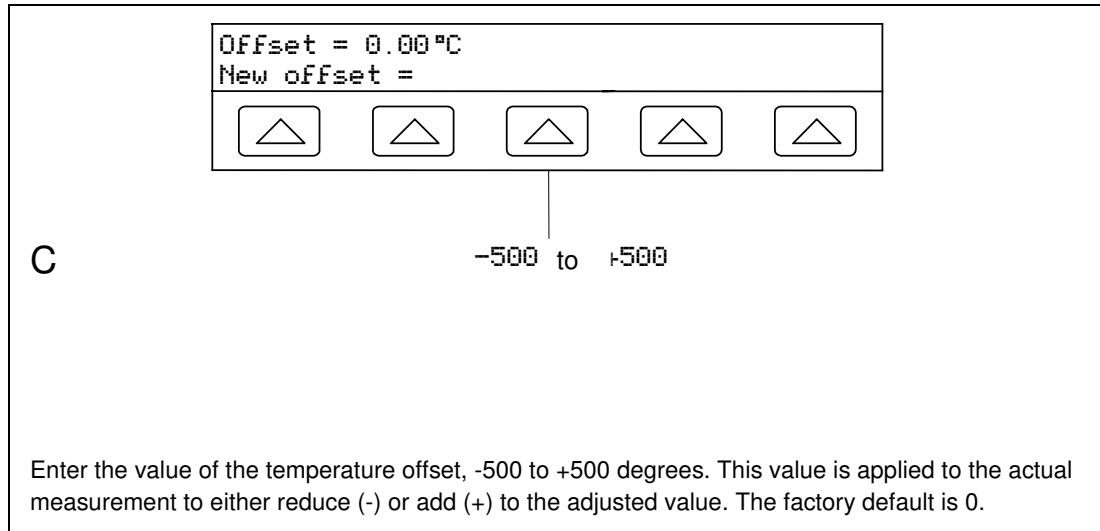 Offset = 0.00°C
New offset =
C
-500 to +500
Enter the value of the temperature offset, -500 to +500 degrees. This value is applied to the actual
measurement to either reduce (-) or add (+) to the adjusted value. The factory default is 0.